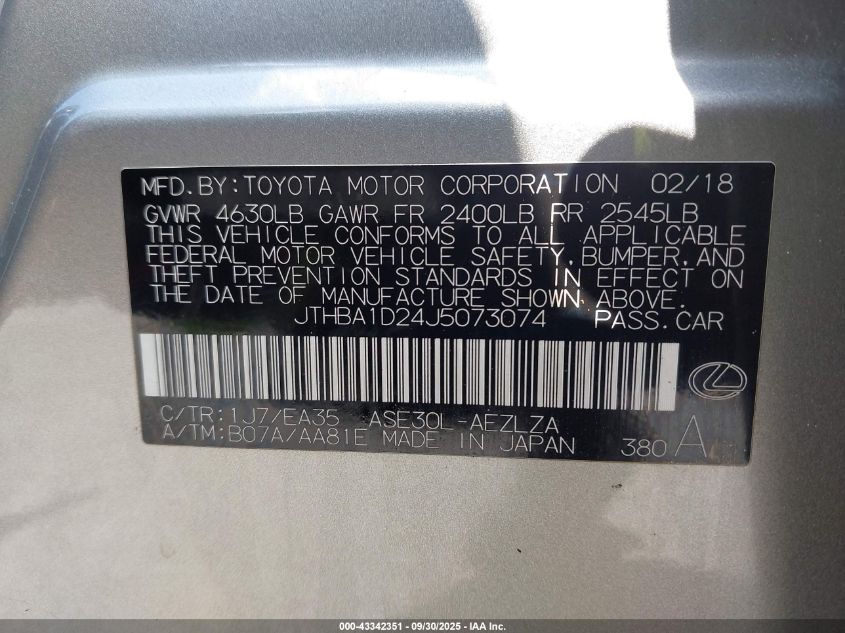 MFD. BY: TOYOTA MOTOR CORPORATION 02/18
GVWR 4630LB GAWR FR 2400LB RR 2545LB
THIS VEHICLE CONFORMS TO ALL APPLICABLE
FEDERAL MOTOR VEHICLE SAFETY, BUMPER, AND
THEFT PREVENTION STANDARDS IN EFFECT ON
THE DATE OF MANUFACTURE SHOWN ABOVE.
JTHBA1D24J5073074 PASS. CAR
C/TR: 1J7/EA35 ASE30L-AEZLZA
A/TM: B07A/AA81E MADE IN JAPAN 380 A
000-43342351 - 09/30/2025 - IAA Inc.